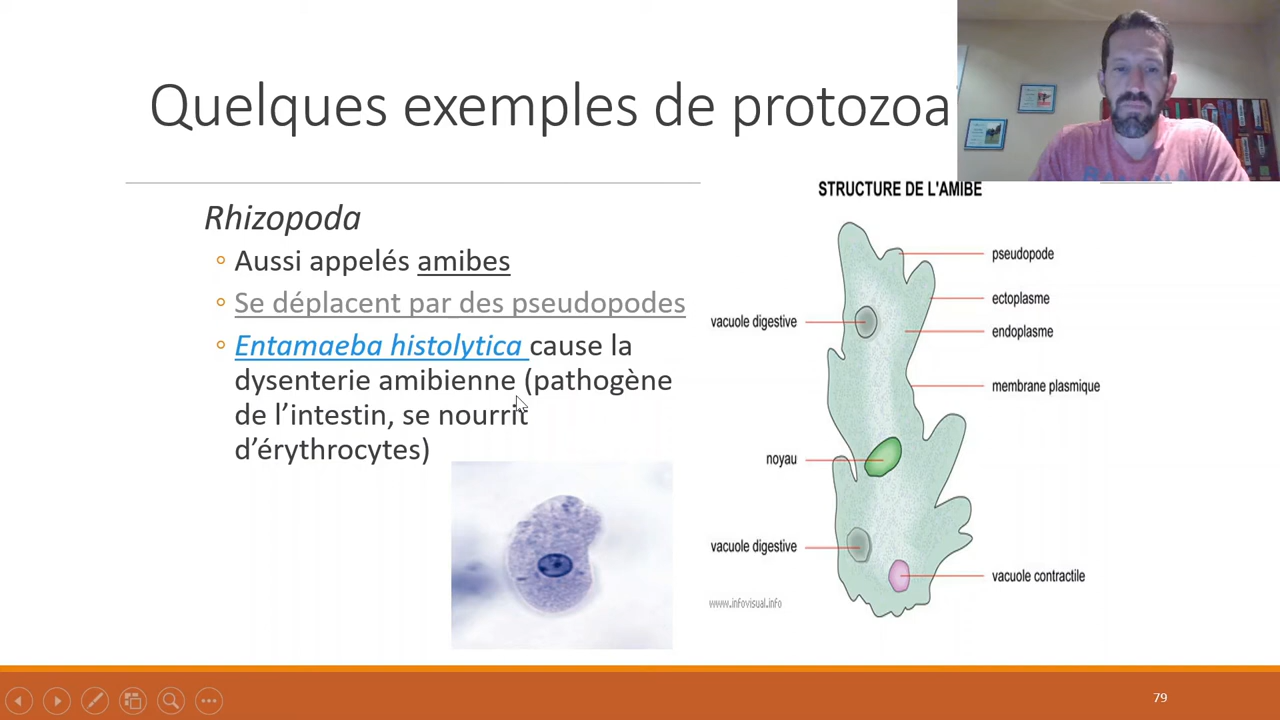 Quelques exemples de protozoa
Rhizopoda
Aussi appelés amibes
Se déplacent par des pseudopodes
Entamaeba histolytica cause la
dysenterie amibienne (pathogène
de l'intestin, se nourrit
d'érythrocytes)
STRUCTURE DE L'AMIBE
pseudopode
ectoplasme
vacuole digestive
endoplasme
membrane plasmique
noyau
vacuole digestive
vacuole contractile
www.infovisual.info
79